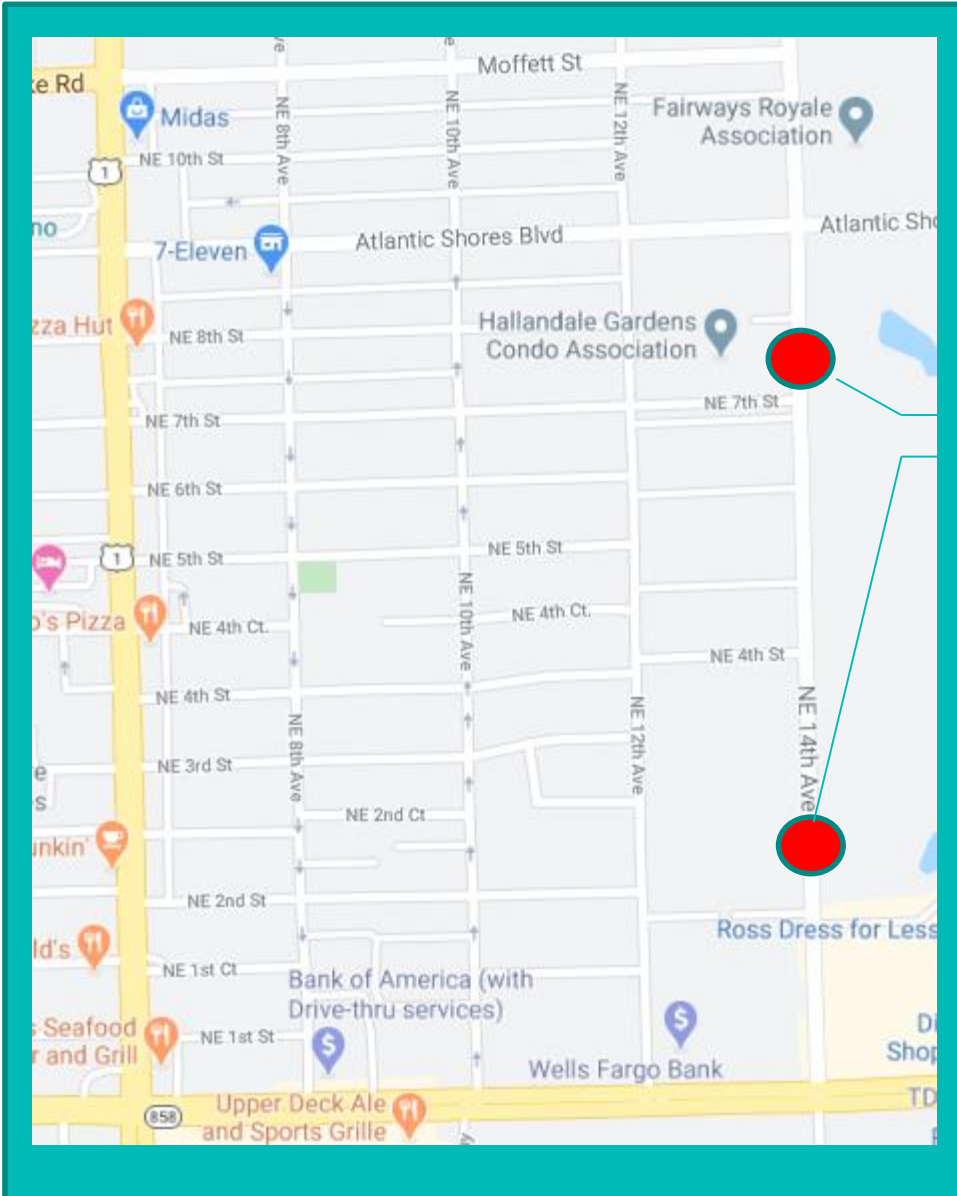 Moffett St
ke Rd
NE 8th Ave
NE 10th Ave
NE 12th Ave
Fairways Royale
Association
Midas
1
NE 10th St
no
Atlantic Shores Blvd
Atlantic Sho
7-Eleven
zza Hut
NE 8th St
Hallandale Gardens
Condo Association
NE 7th St
NE 7th St
NE 6th St
1
NE 5th St
NE 5th St
o's Pizza
NE 4th Ct.
NE 10th Ave
NE 4th Ct.
NE 4th St
NE 4th St
NE 8th Ave
NE 12th Ave
NE 14th Ave
NE 3rd St
e
s
NE 2nd Ct
unkin'
NE 2nd St
Ross Dress for Less
ld's
NE 1st Ct
Bank of America (with
Drive-thru services)
s Seafood
r and Grill
NE 1st St
Di
Shop
Wells Fargo Bank
858
Upper Deck Ale
and Sports Grille
TD